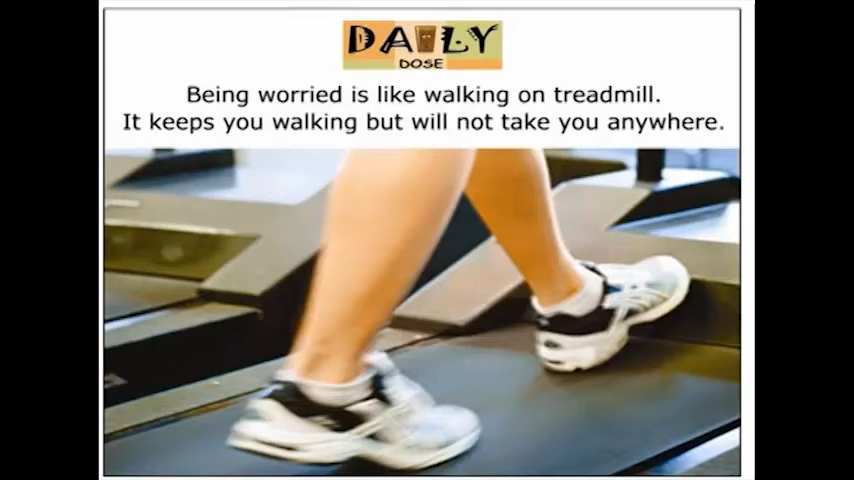 DAILY
DOSE
Being worried is like walking on treadmill.
It keeps you walking but will not take you anywhere.